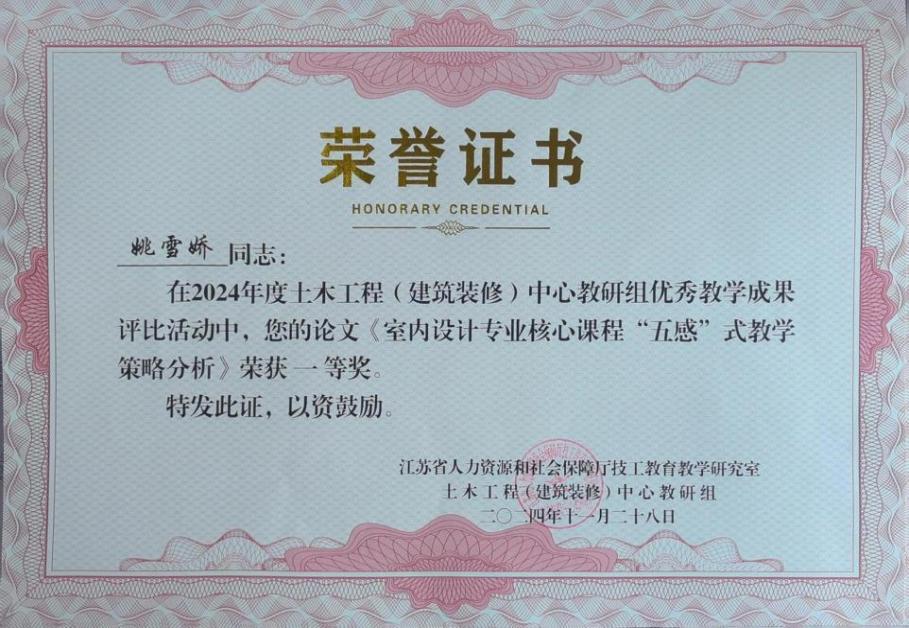 荣誉证书
HONORARY CREDENTIAL
姚雪娇 同志：
在2024年度土木工程（建筑装修）中心教研组优秀教学成果
评比活动中，您的论文《室内设计专业核心课程“五感”式教学
策略分析》荣获 一 等奖。
特发此证，以资鼓励。
江苏省人力资源和社会保障厅技工教育教学研究室
土木工程（建筑装修）中心教研组
二〇二四年十一月二十八日